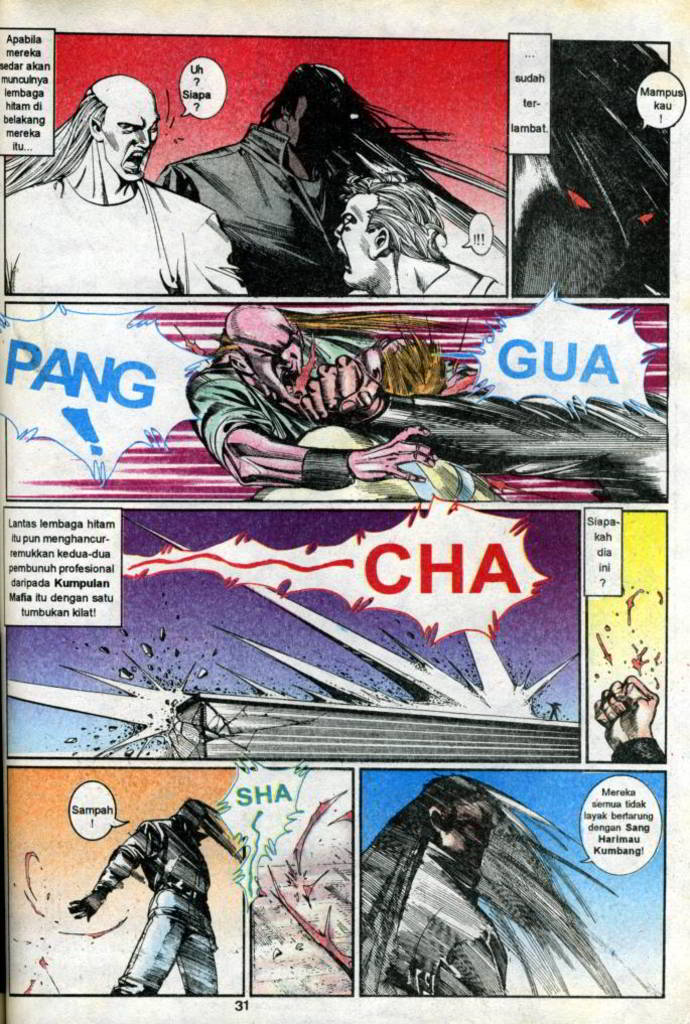 Apabila
mereka
sedar akan
munculnya
lembaga
hitam di
belakang
mereka
itu...
Uh
?
Siapa
?
!!!
...
sudah
ter-
lambat.
Mampus
kau
!
PANG
!
GUA
Lantas lembaga hitam
itu pun menghancur-
remukkan kedua-dua
pembunuh profesional
daripada Kumpulan
Mafia itu dengan satu
tumbukan kilat!
CHA
Siapa-
kah
dia
ini
?
Sampah
!
SHA
Mereka
semua tidak
layak bertarung
dengan Sang
Harimau
Kumbang!
31